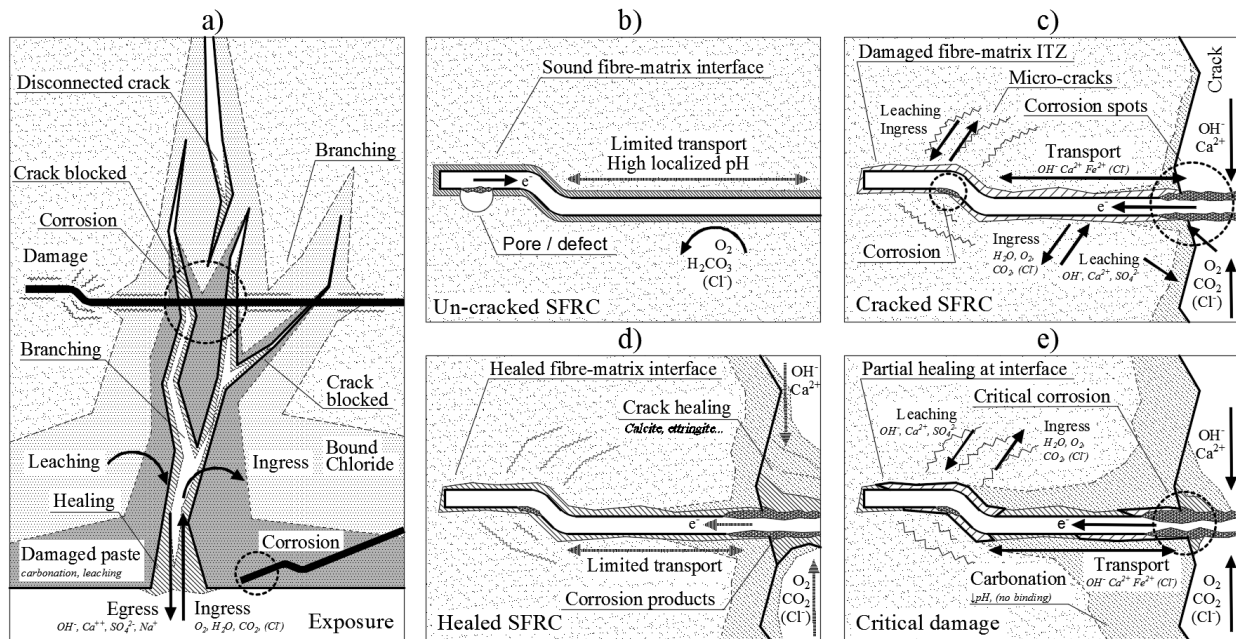 a)
Disconnected crack
Branching
Crack blocked
Corrosion
Damage
Branching
Crack
blocked
Bound
Chloride
Leaching
Ingress
Healing
Damaged paste
carbonation, leaching
Corrosion
Egress
OH⁻, Ca⁺⁺, SO₄²⁻, Na⁺
Ingress
O₂, H₂O, CO₂, (Cl⁻)
Exposure
b)
Sound fibre-matrix interface
Limited transport
High localized pH
e⁻
Pore / defect
O₂
H₂CO₃
(Cl⁻)
Un-cracked SFRC
c)
Damaged fibre-matrix ITZ
Micro-cracks
Corrosion spots
Crack
Leaching
Ingress
OH⁻
Ca²⁺
Transport
OH⁻ Ca²⁺ Fe²⁺ (Cl⁻)
e⁻
Corrosion
Ingress
H₂O, O₂,
CO₂, (Cl⁻)
Leaching
OH⁻, Ca²⁺, SO₄²⁻
O₂
CO₂
(Cl⁻)
Cracked SFRC
d)
Healed fibre-matrix interface
OH⁻
Ca²⁺
Crack healing
Calcite, ettringite...
e⁻
Limited transport
Corrosion products
O₂
CO₂
(Cl⁻)
Healed SFRC
e)
Partial healing at interface
Critical corrosion
Leaching
OH⁻, Ca²⁺, SO₄²⁻
Ingress
H₂O, O₂,
CO₂, (Cl⁻)
OH⁻
Ca²⁺
e⁻
Carbonation
pH, (no binding)
Transport
OH⁻ Ca²⁺ Fe²⁺ (Cl⁻)
O₂
CO₂
(Cl⁻)
Critical damage